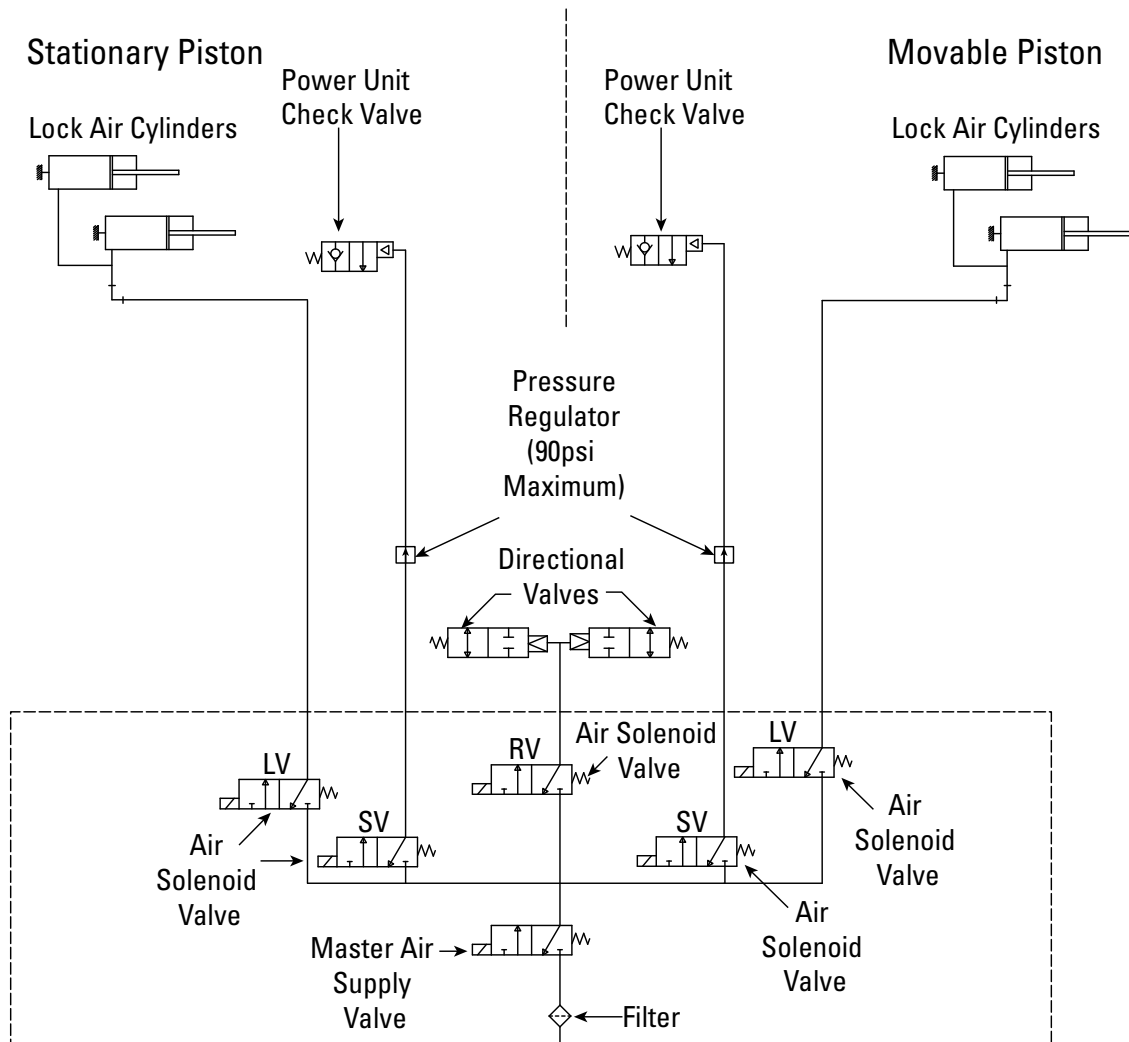 Stationary Piston
Movable Piston
Power Unit
Check Valve
Power Unit
Check Valve
Lock Air Cylinders
Lock Air Cylinders
Pressure
Regulator
(90psi
Maximum)
Directional
Valves
LV
RV
Air Solenoid
Valve
LV
SV
SV
Air
Solenoid
Valve
Air
Solenoid
Valve
Air
Solenoid
Valve
Master Air
Supply
Valve
Filter